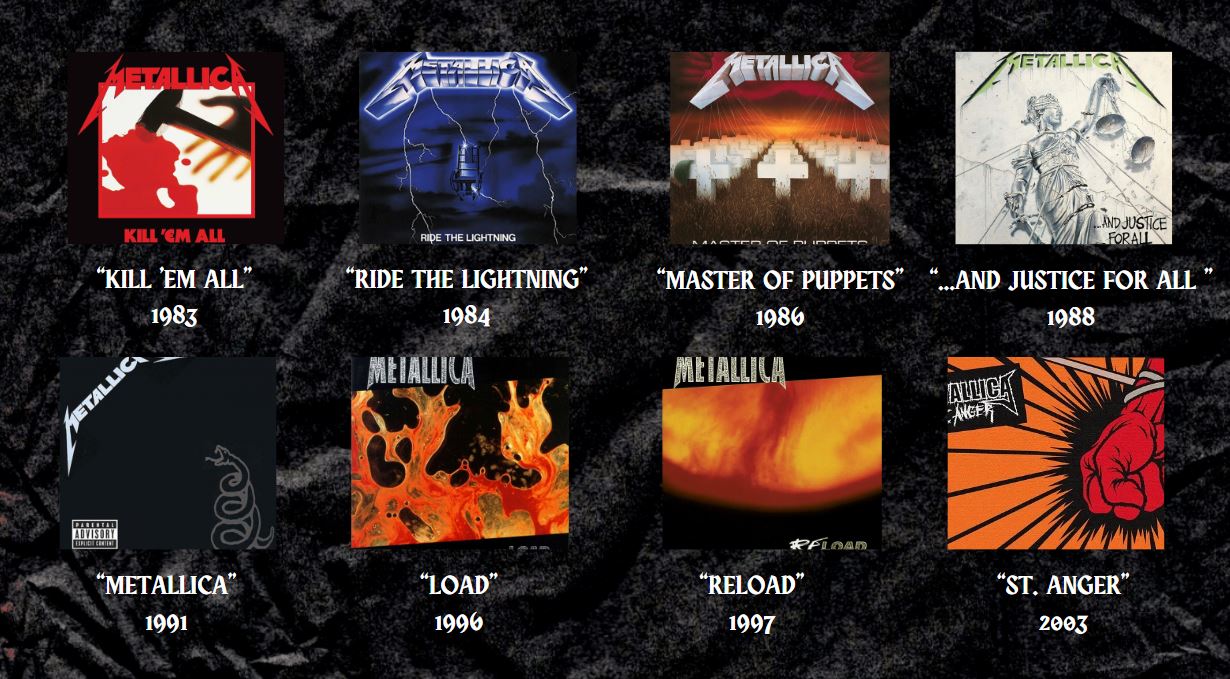 METALLICA
KILL 'EM ALL
METALLICA
RIDE THE LIGHTNING
METALLICA
MASTER OF PUPPETS
METALLICA
...AND JUSTICE
FOR ALL
“KILL 'EM ALL”
1983
“RIDE THE LIGHTNING”
1984
“MASTER OF PUPPETS”
1986
“...AND JUSTICE FOR ALL ”
1988
METALLICA
PARENTAL
ADVISORY
EXPLICIT CONTENT
METALLICA
LOAD
METALLICA
RELOAD
ALLICA
ANGER
“METALLICA”
1991
“LOAD”
1996
“RELOAD”
1997
“ST. ANGER”
2003